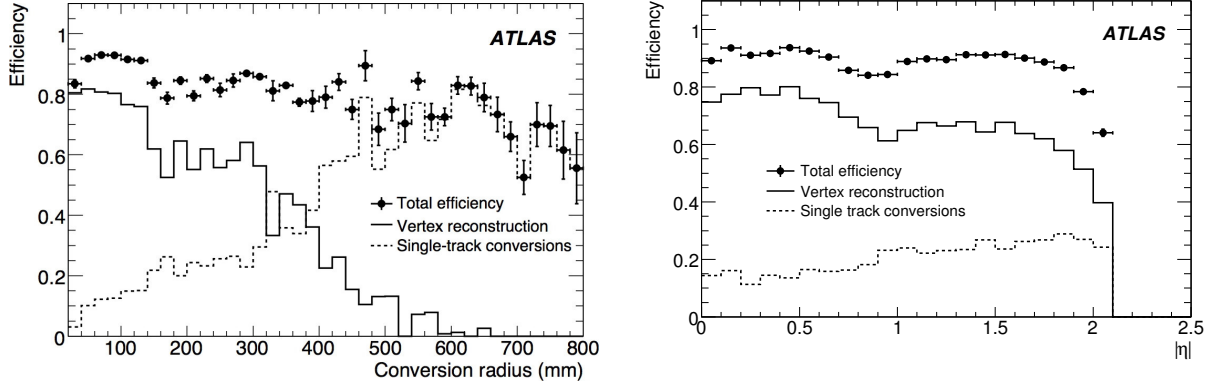 Efficiency
1
0.8
0.6
0.4
0.2
0
ATLAS
Total efficiency
Vertex reconstruction
Single-track conversions
100 200 300 400 500 600 700 800
Conversion radius (mm)
Efficiency
1
0.8
0.6
0.4
0.2
0
ATLAS
Total efficiency
Vertex reconstruction
Single track conversions
0 0.5 1 1.5 2 2.5
|η|